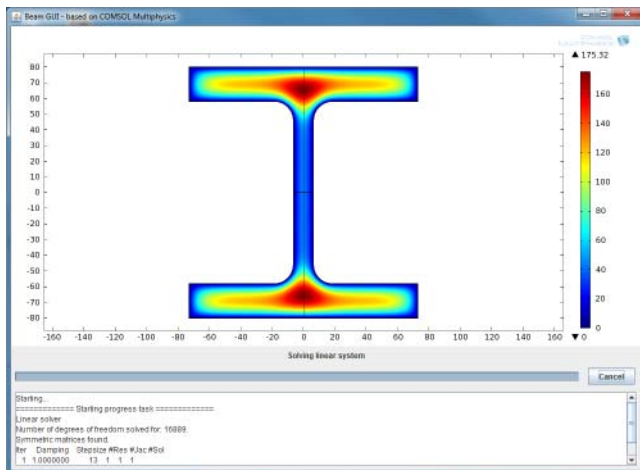 Beam GUI - based on COMSOL Multiphysics
▲ 175.32
80
70
60
50
40
30
20
10
0
-10
-20
-30
-40
-50
-60
-70
-80
160
140
120
100
80
60
40
20
0
▼ 0
-160 -140 -120 -100 -80 -60 -40 -20 0 20 40 60 80 100 120 140 160
Solving linear system
Cancel
Starting...
============= Starting progress task =============
Linear solver
Number of degrees of freedom solved for: 16889.
Symmetric matrices found.
Iter Damping Stepsize #Res #Jac #Sol
1 1.0000000 13 1 1 1